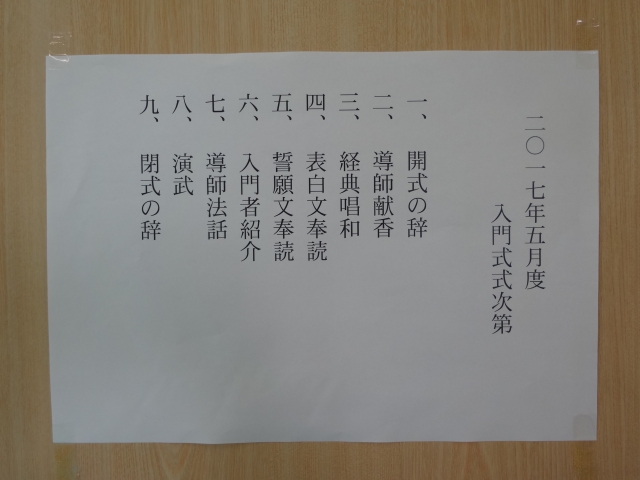 二〇一七年五月度
入門式式次第
一、開式の辞
二、導師献香
三、経典唱和
四、表白文奉読
五、誓願文奉読
六、入門者紹介
七、導師法話
八、演武
九、閉式の辞